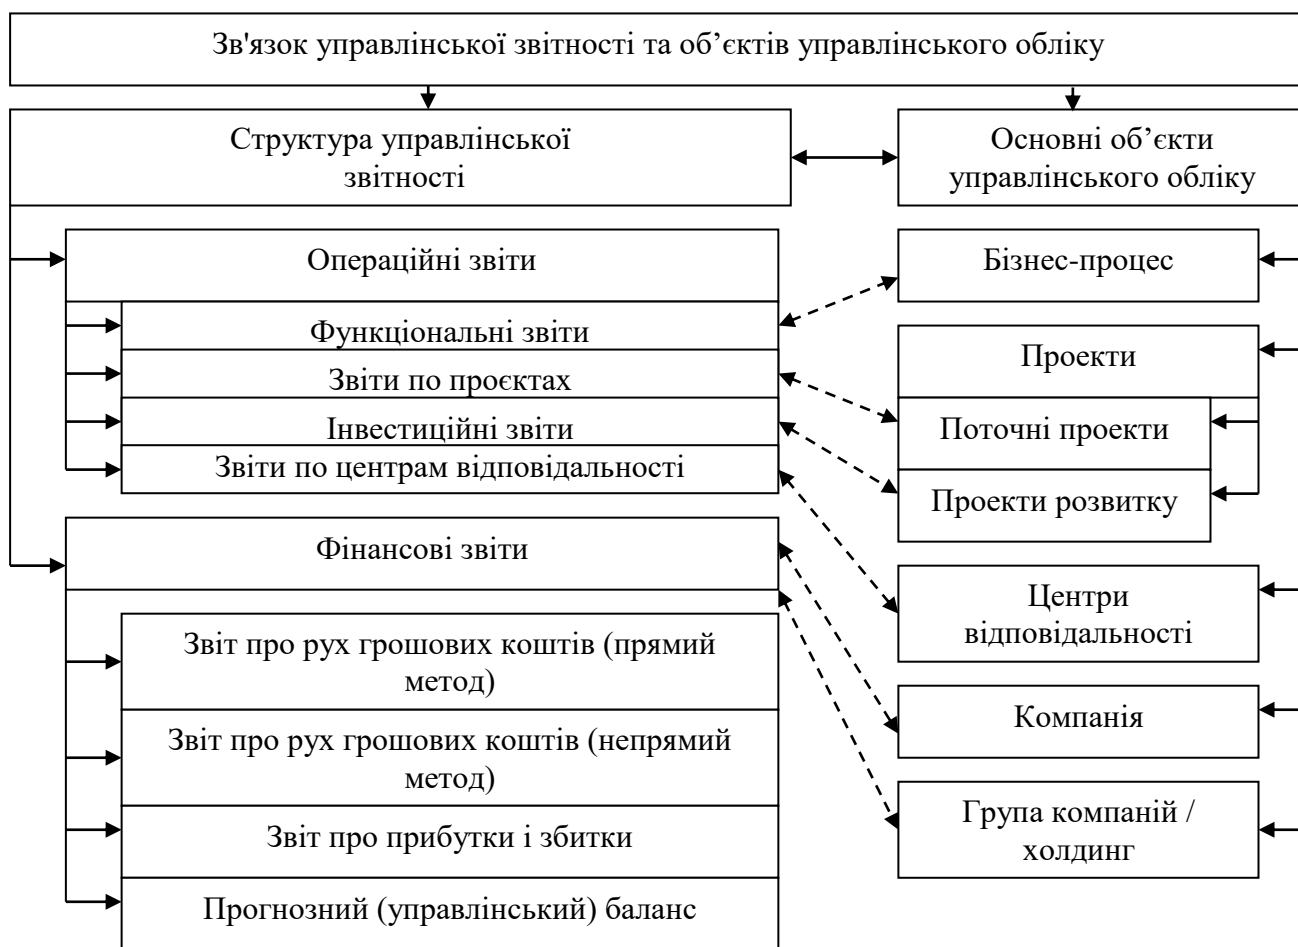 Зв'язок управлінської звітності та об’єктів управлінського обліку
Структура управлінської
звітності
Основні об’єкти
управлінського обліку
Операційні звіти
Функціональні звіти
Звіти по проєктах
Інвестиційні звіти
Звіти по центрам відповідальності
Фінансові звіти
Звіт про рух грошових коштів (прямий
метод)
Звіт про рух грошових коштів (непрямий
метод)
Звіт про прибутки і збитки
Прогнозний (управлінський) баланс
Бізнес-процес
Проекти
Поточні проекти
Проекти розвитку
Центри
відповідальності
Компанія
Група компаній /
холдинг